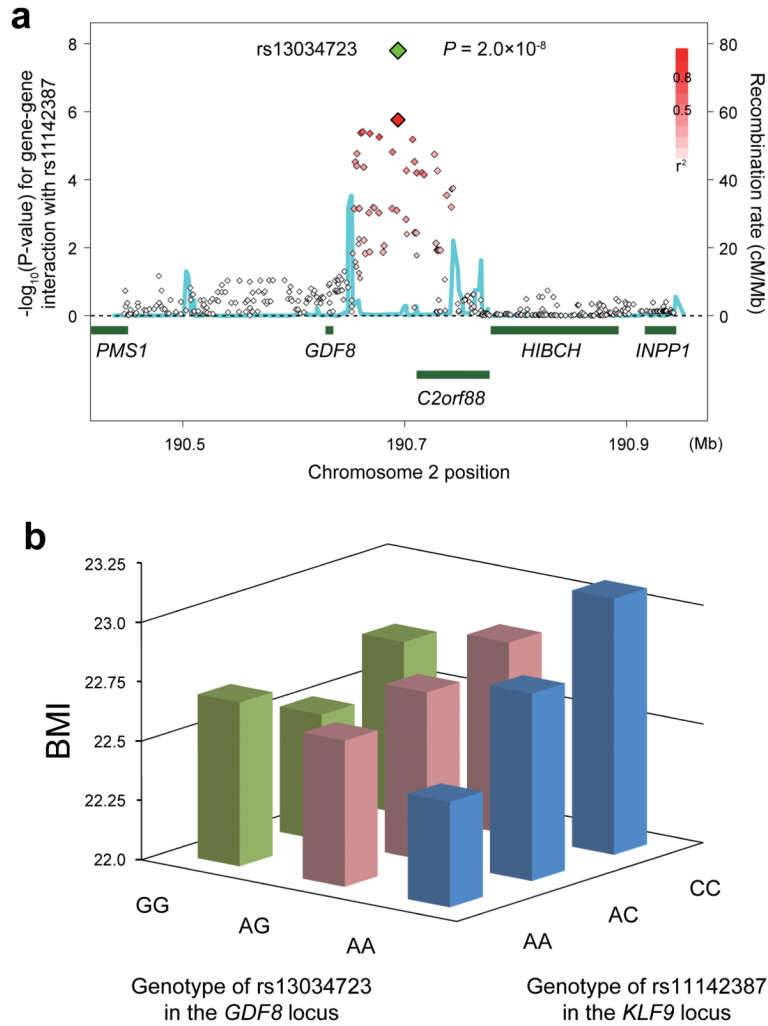 a
rs13034723
P = 2.0×10-8
8
6
4
2
0
-log10(P-value) for gene-gene
interaction with rs11142387
80
60
40
20
0
Recombination rate (cM/Mb)
0.8
0.5
r2
PMS1
GDF8
HIBCH
INPP1
C2orf88
190.5
190.7
190.9
(Mb)
Chromosome 2 position
b
23.25
23.0
22.75
22.5
22.25
22.0
BMI
GG
AG
AA
AA
AC
CC
Genotype of rs13034723
in the GDF8 locus
Genotype of rs11142387
in the KLF9 locus